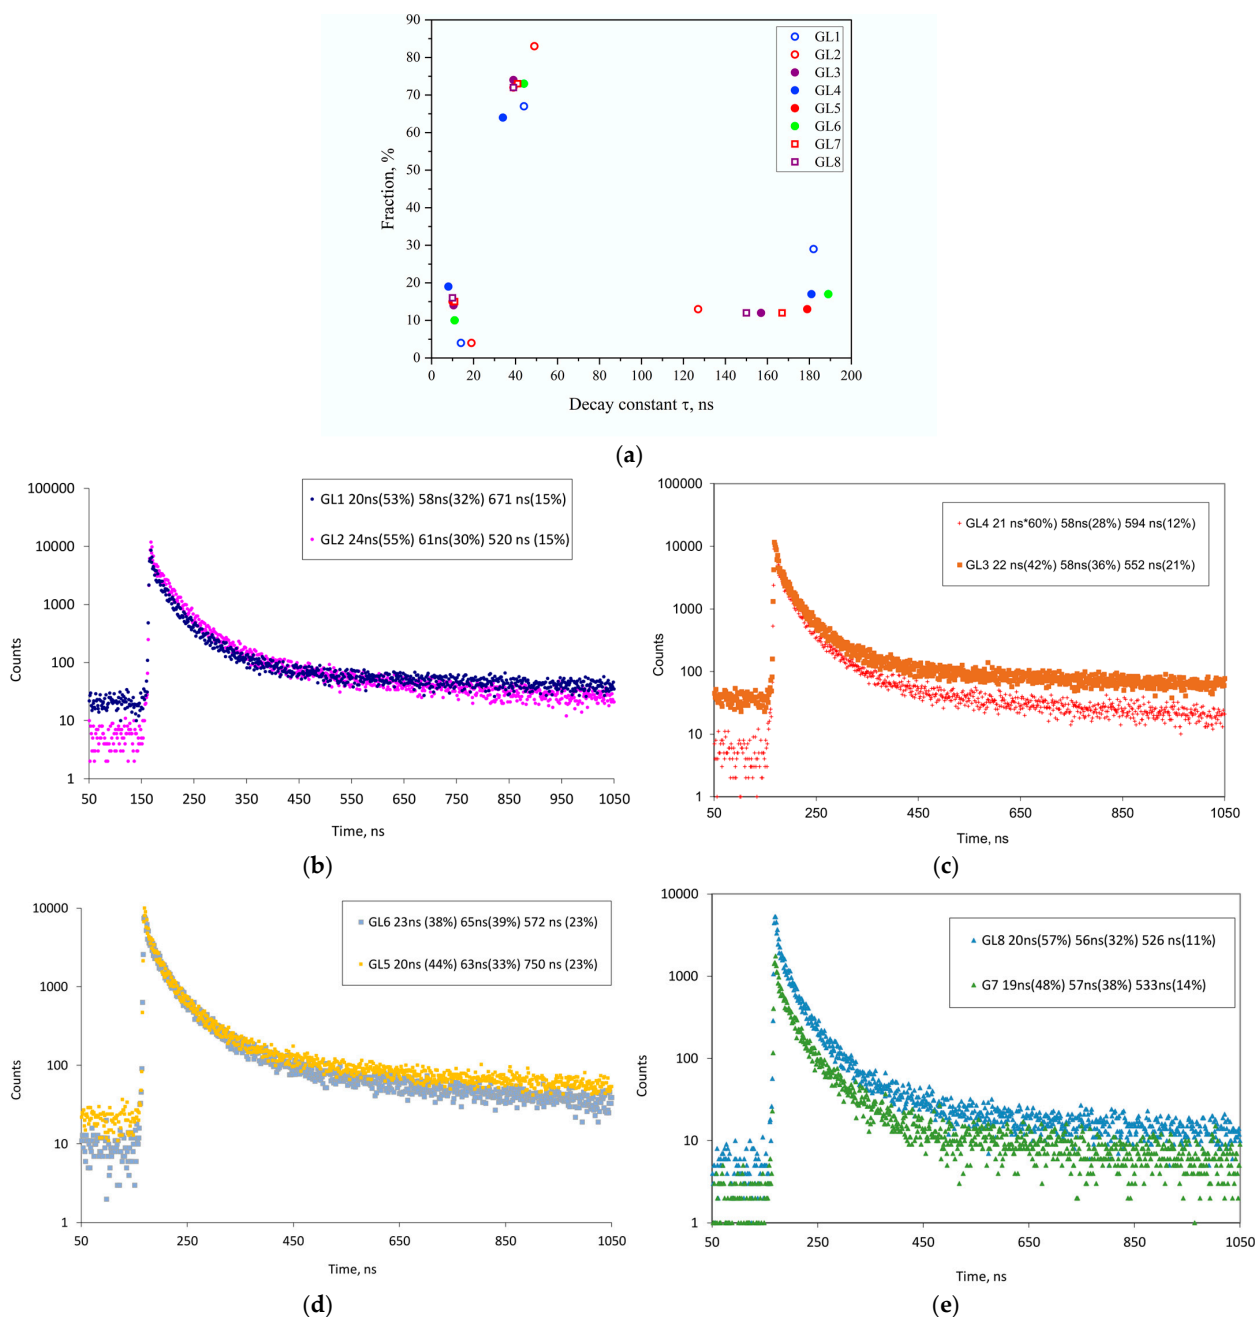 90
80
70
60
50
40
30
20
10
0
Fraction, %
GL1
GL2
GL3
GL4
GL5
GL6
GL7
GL8
0 20 40 60 80 100 120 140 160 180 200
Decay constant τ, ns
(a)
100000
10000
1000
100
10
1
Counts
GL1 20ns(53%) 58ns(32%) 671 ns(15%)
GL2 24ns(55%) 61ns(30%) 520 ns (15%)
50 150 250 350 450 550 650 750 850 950 1050
Time, ns
(b)
100000
10000
1000
100
10
1
Counts
GL4 21 ns*60%) 58ns(28%) 594 ns(12%)
GL3 22 ns(42%) 58ns(36%) 552 ns(21%)
50 250 450 650 850 1050
Time, ns
(c)
10000
1000
100
10
1
Counts
GL6 23ns (38%) 65ns(39%) 572 ns (23%)
GL5 20ns (44%) 63ns(33%) 750 ns (23%)
50 250 450 650 850 1050
Time, ns
(d)
10000
1000
100
10
1
Counts
GL8 20ns(57%) 56ns(32%) 526 ns(11%)
G7 19ns(48%) 57ns(38%) 533ns(14%)
50 250 450 650 850 1050
Time, ns
(e)